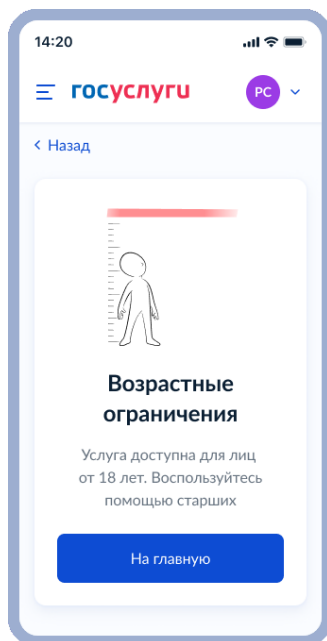 14:20
госуслуги
РС
Назад
Возрастные
ограничения
Услуга доступна для лиц
от 18 лет. Воспользуйтесь
помощью старших
На главную